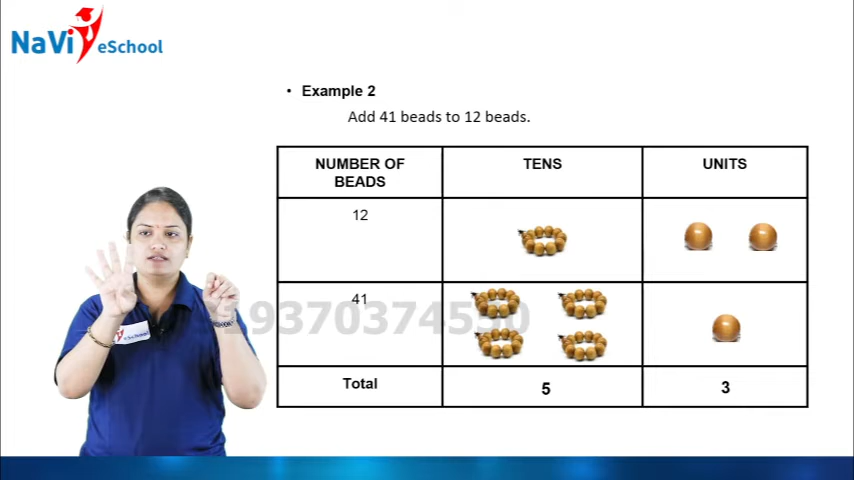 NaVi eSchool
• Example 2
Add 41 beads to 12 beads.
NUMBER OF BEADS TENS UNITS
12
41
919370374550
Total 5 3